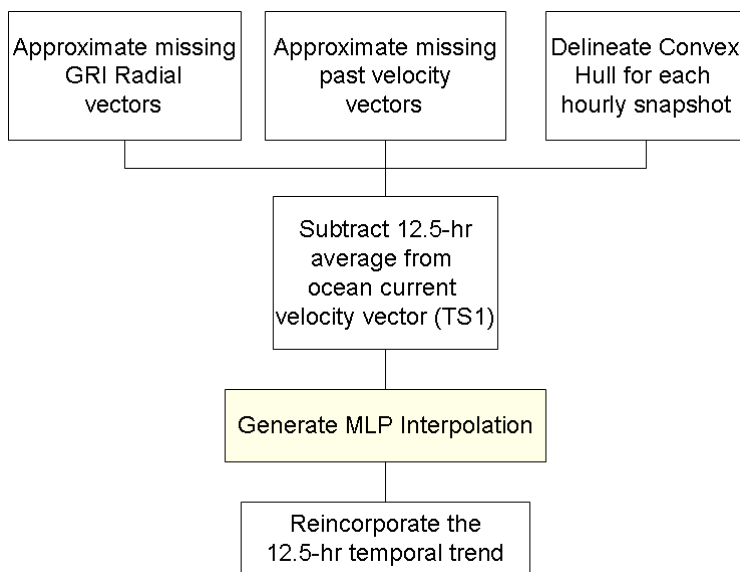 Approximate missing
GRI Radial
vectors
Approximate missing
past velocity
vectors
Delineate Convex
Hull for each
hourly snapshot
Subtract 12.5-hr
average from
ocean current
velocity vector (TS1)
Generate MLP Interpolation
Reincorporate the
12.5-hr temporal trend